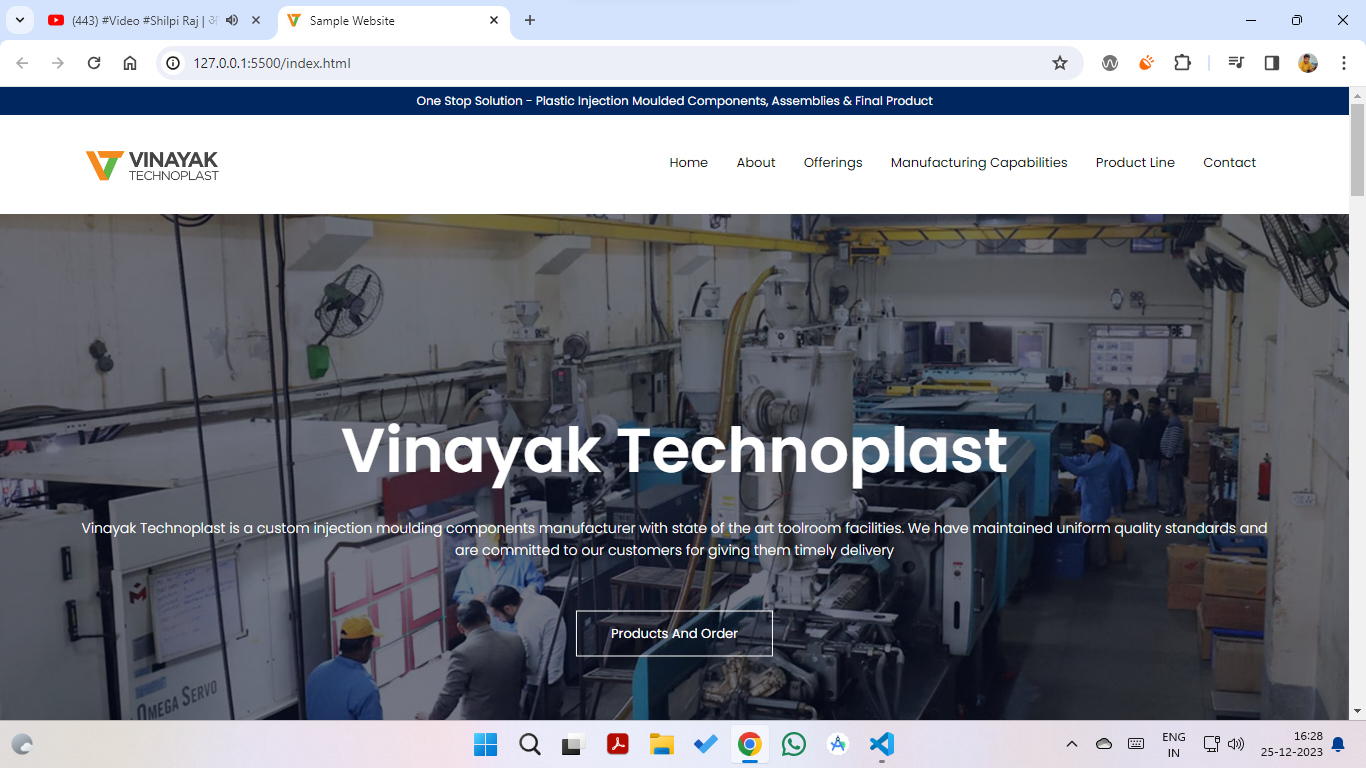 (443) #Video #Shilpi Raj |
Sample Website
127.0.0.1:5500/index.html
One Stop Solution - Plastic Injection Moulded Components, Assemblies & Final Product
VINAYAK
TECHNOPLAST
Home About Offerings Manufacturing Capabilities Product Line Contact
Vinayak Technoplast
Vinayak Technoplast is a custom injection moulding components manufacturer with state of the art toolroom facilities. We have maintained uniform quality standards and
are committed to our customers for giving them timely delivery
Products And Order
OMEGA SERVO
ENG
IN
16:28
25-12-2023